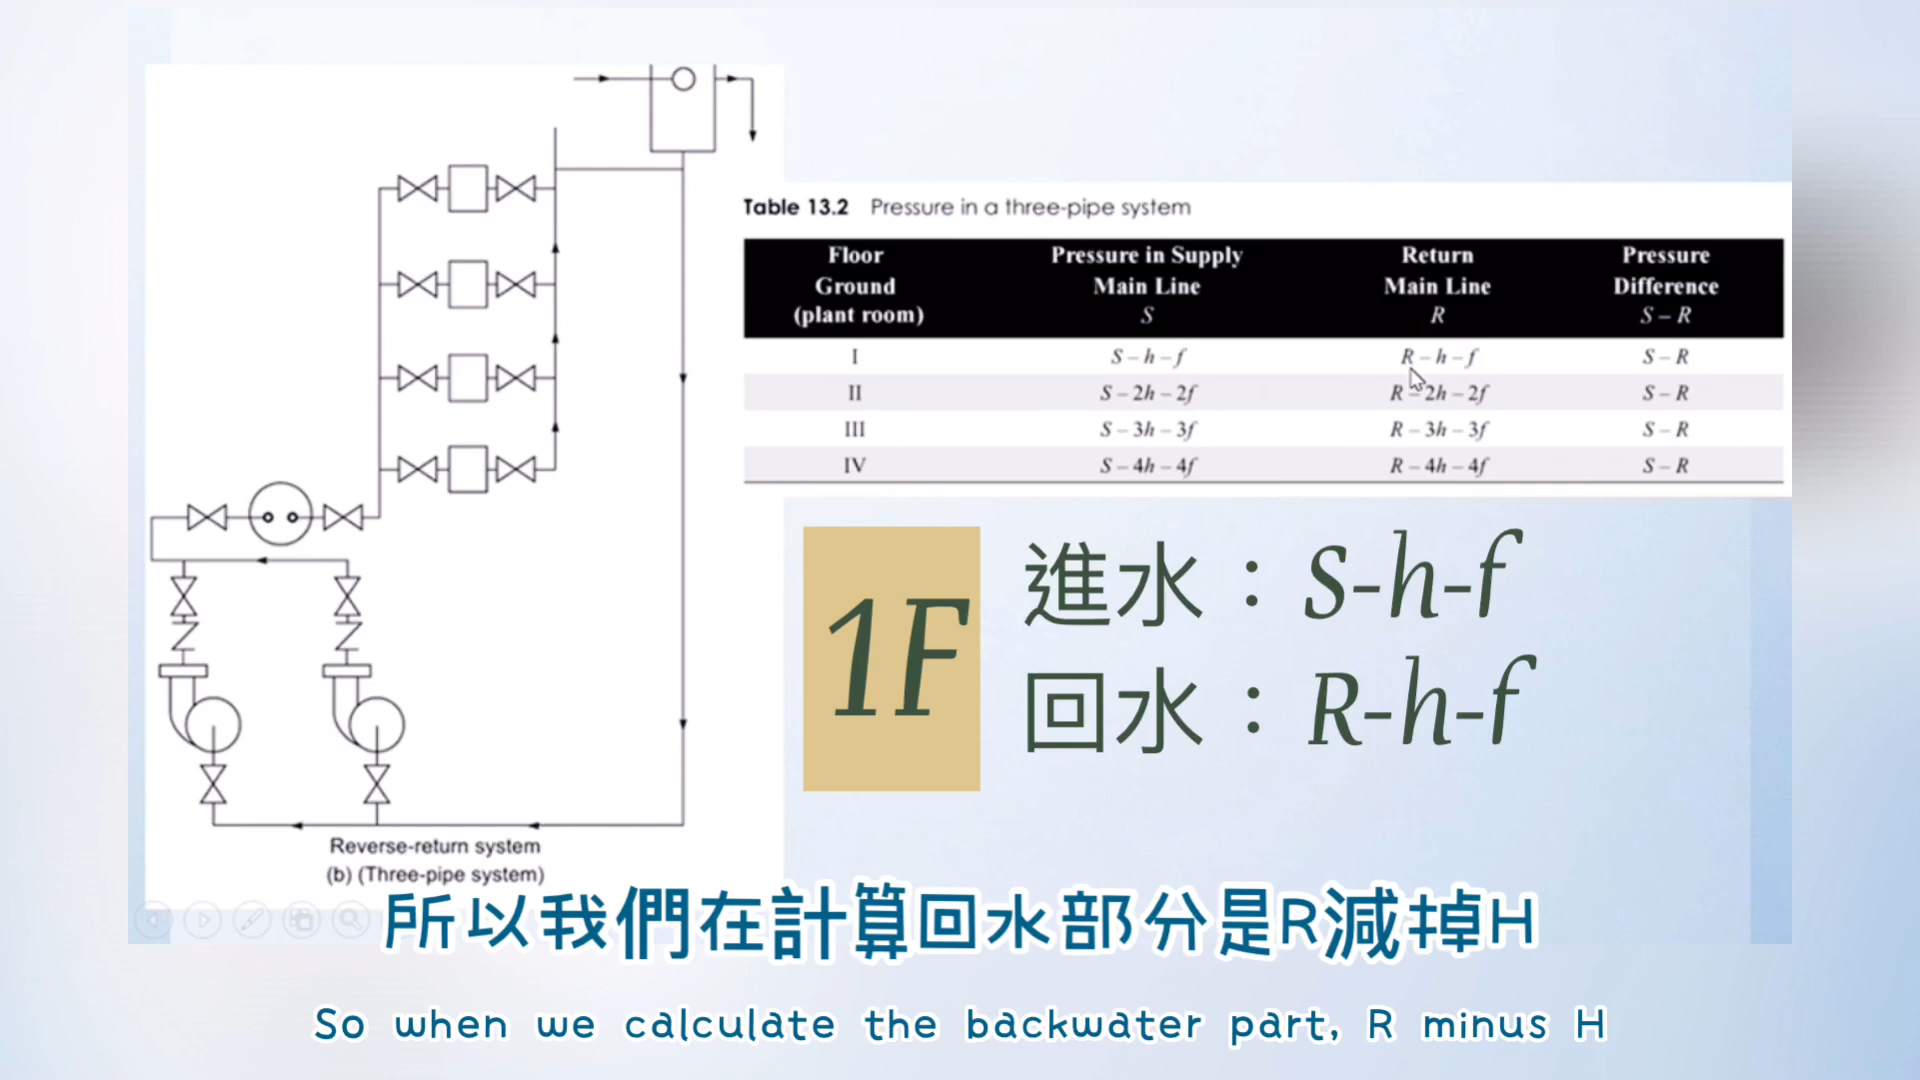 Table 13.2 Pressure in a three-pipe system
Floor Pressure in Supply Return Pressure
Ground Main Line Main Line Difference
(plant room) S R S – R
I S – h – f R – h – f S – R
II S – 2h – 2f R – 2h – 2f S – R
III S – 3h – 3f R – 3h – 3f S – R
IV S – 4h – 4f R – 4h – 4f S – R
1F
進水：S-h-f
回水：R-h-f
Reverse-return system
(b) (Three-pipe system)
所以我們在計算回水部分是R減掉H
So when we calculate the backwater part, R minus H